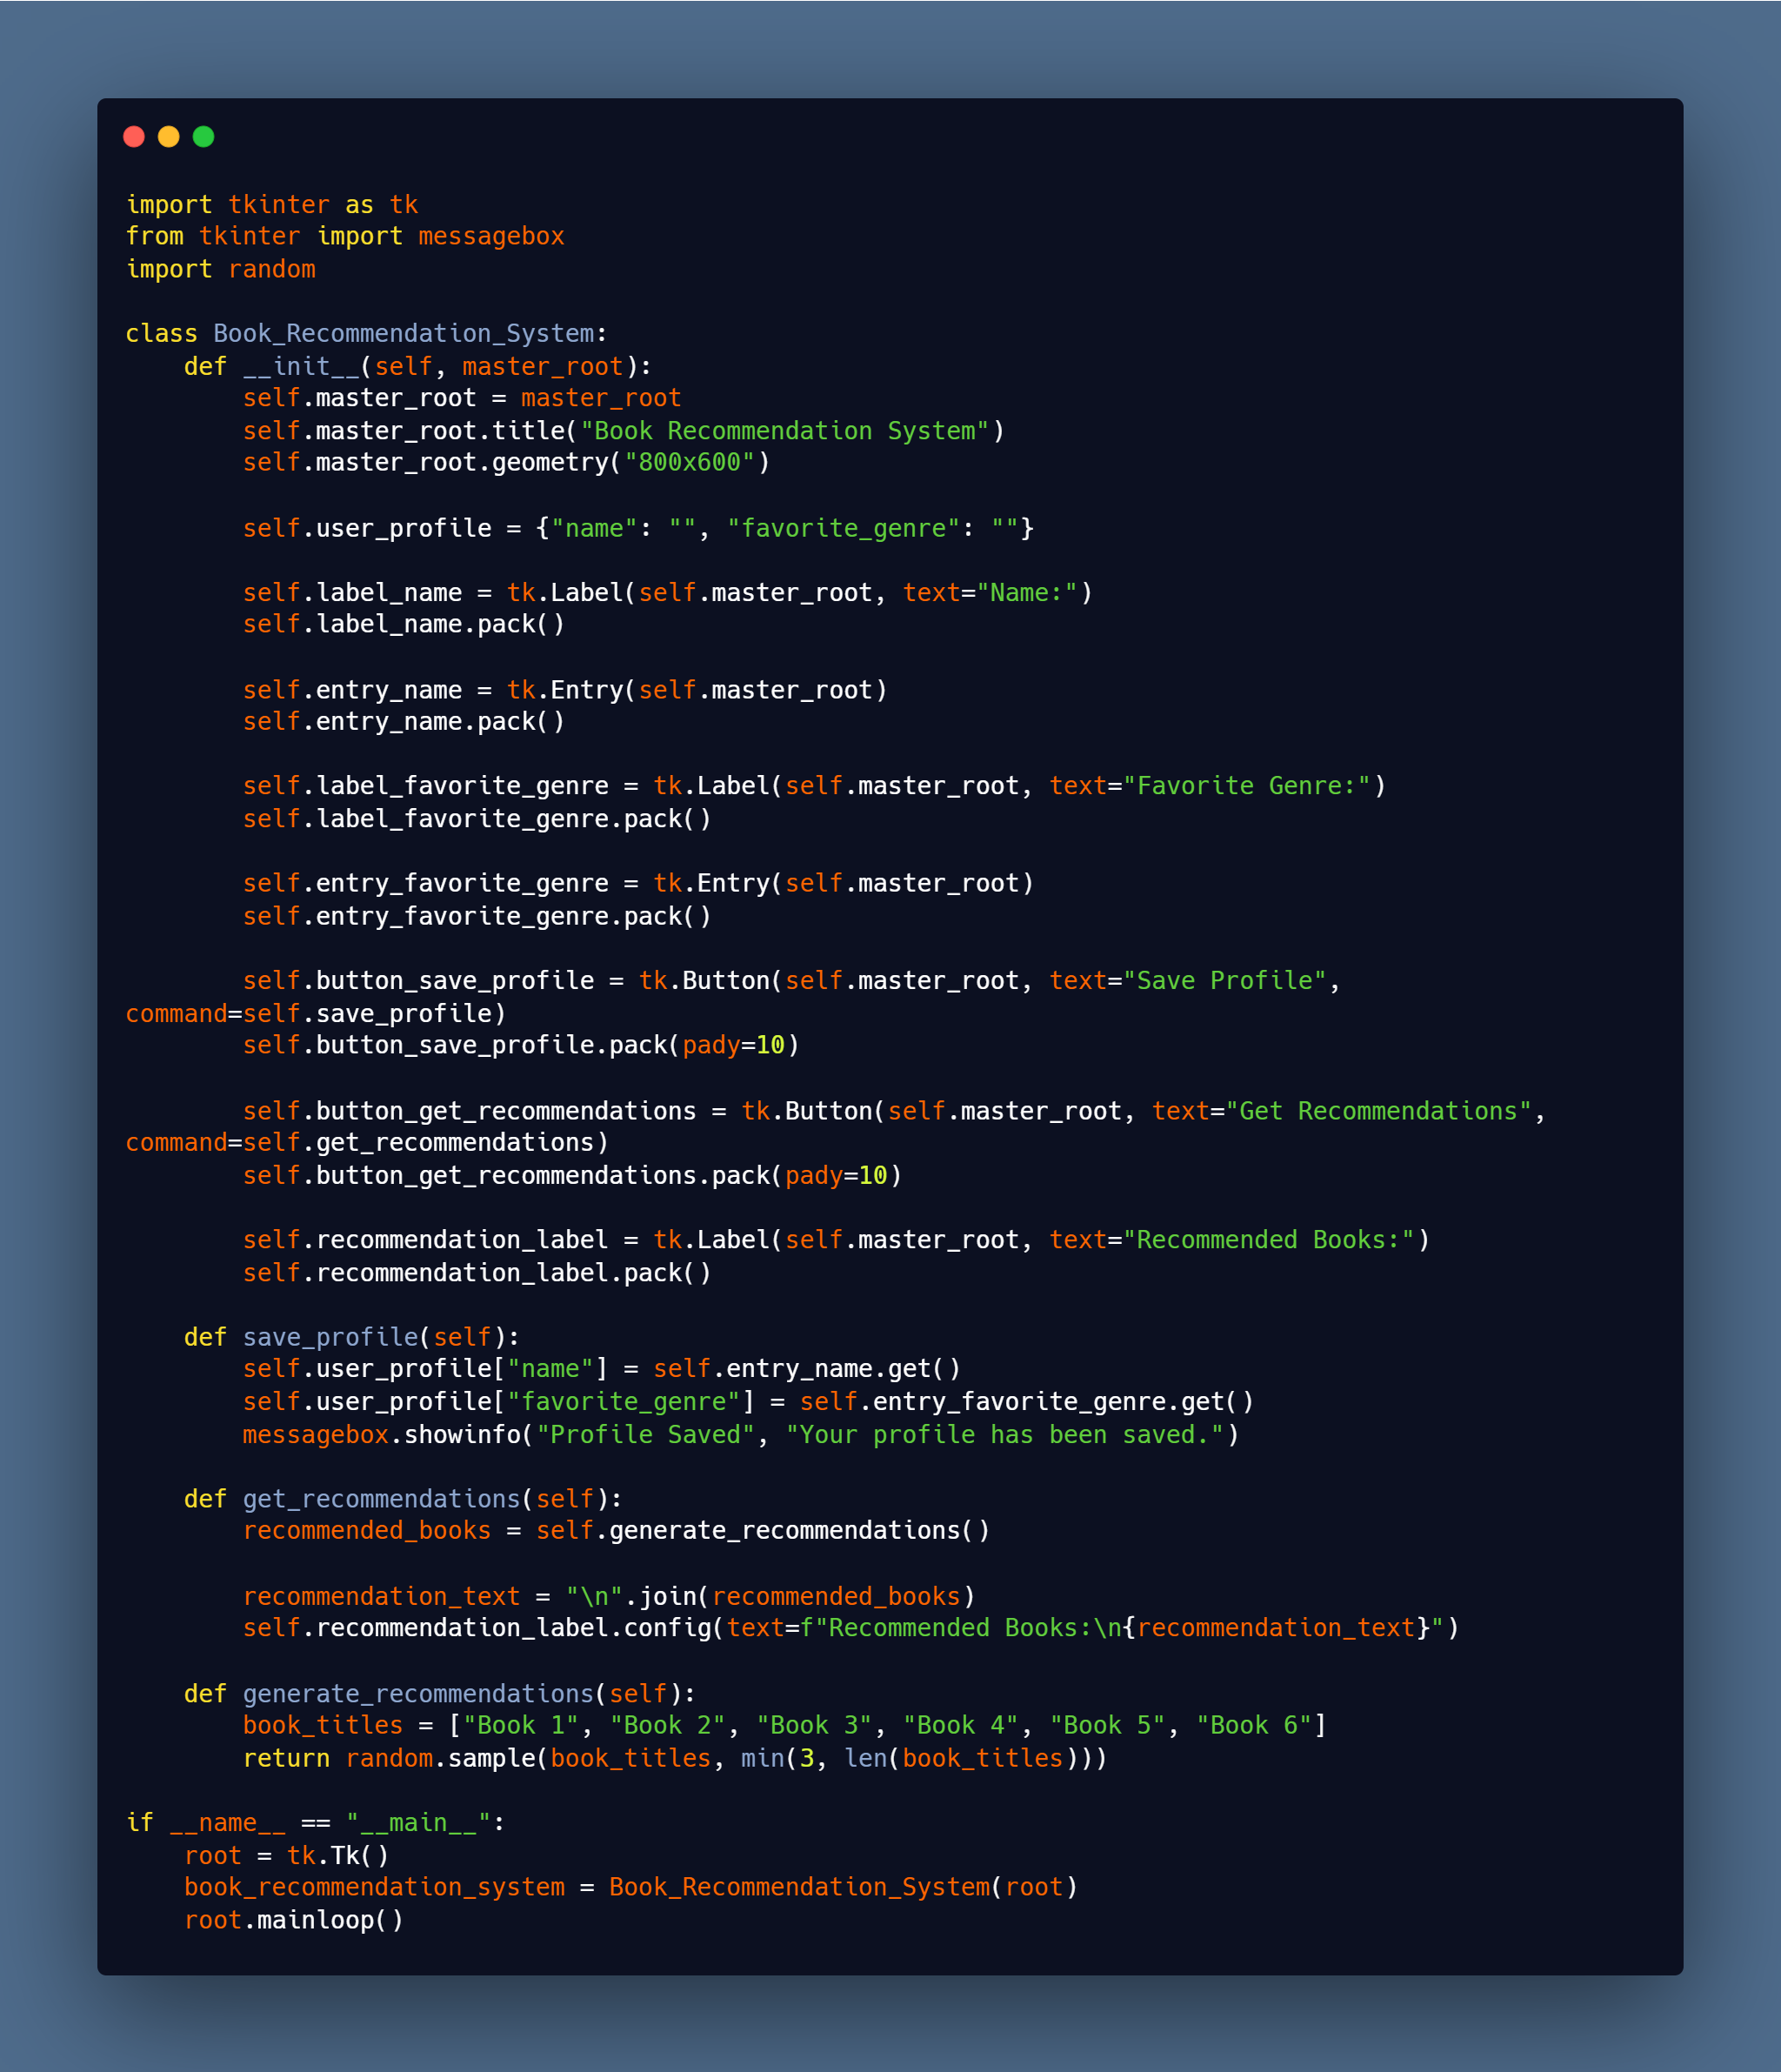 import tkinter as tk
from tkinter import messagebox
import random

class Book_Recommendation_System:
    def __init__(self, master_root):
        self.master_root = master_root
        self.master_root.title("Book Recommendation System")
        self.master_root.geometry("800x600")

        self.user_profile = {"name": "", "favorite_genre": ""}

        self.label_name = tk.Label(self.master_root, text="Name:")
        self.label_name.pack()

        self.entry_name = tk.Entry(self.master_root)
        self.entry_name.pack()

        self.label_favorite_genre = tk.Label(self.master_root, text="Favorite Genre:")
        self.label_favorite_genre.pack()

        self.entry_favorite_genre = tk.Entry(self.master_root)
        self.entry_favorite_genre.pack()

        self.button_save_profile = tk.Button(self.master_root, text="Save Profile",
command=self.save_profile)
        self.button_save_profile.pack(pady=10)

        self.button_get_recommendations = tk.Button(self.master_root, text="Get Recommendations",
command=self.get_recommendations)
        self.button_get_recommendations.pack(pady=10)

        self.recommendation_label = tk.Label(self.master_root, text="Recommended Books:")
        self.recommendation_label.pack()

    def save_profile(self):
        self.user_profile["name"] = self.entry_name.get()
        self.user_profile["favorite_genre"] = self.entry_favorite_genre.get()
        messagebox.showinfo("Profile Saved", "Your profile has been saved.")

    def get_recommendations(self):
        recommended_books = self.generate_recommendations()

        recommendation_text = "\n".join(recommended_books)
        self.recommendation_label.config(text=f"Recommended Books:\n{recommendation_text}")

    def generate_recommendations(self):
        book_titles = ["Book 1", "Book 2", "Book 3", "Book 4", "Book 5", "Book 6"]
        return random.sample(book_titles, min(3, len(book_titles)))

if __name__ == "__main__":
    root = tk.Tk()
    book_recommendation_system = Book_Recommendation_System(root)
    root.mainloop()